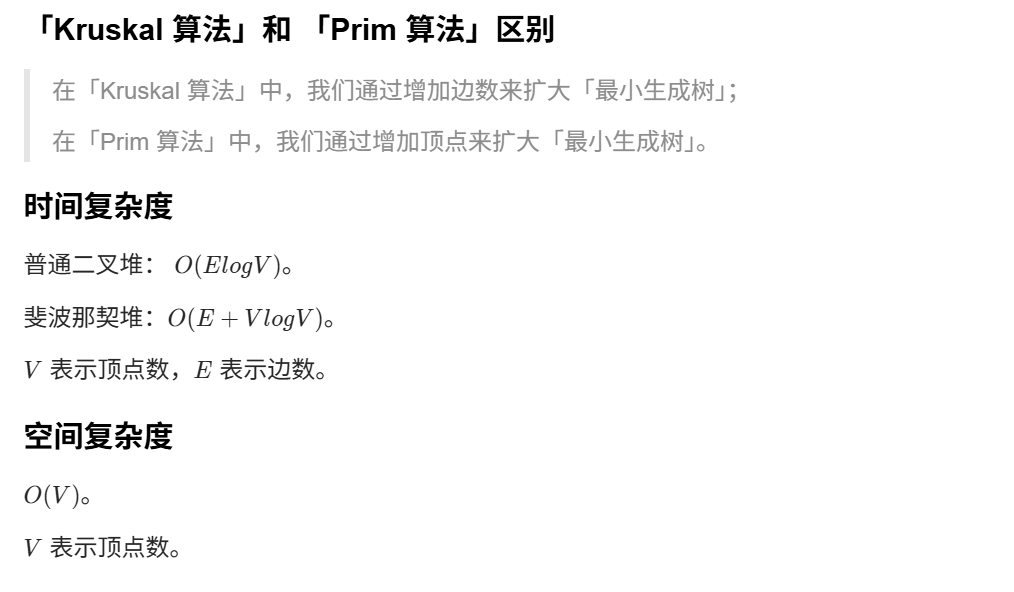 「Kruskal 算法」和 「Prim 算法」区别
在「Kruskal 算法」中，我们通过增加边数来扩大「最小生成树」；
在「Prim 算法」中，我们通过增加顶点来扩大「最小生成树」。
时间复杂度
普通二叉堆： O(ElogV)。
斐波那契堆：O(E + VlogV)。
V 表示顶点数，E 表示边数。
空间复杂度
O(V)。
V 表示顶点数。